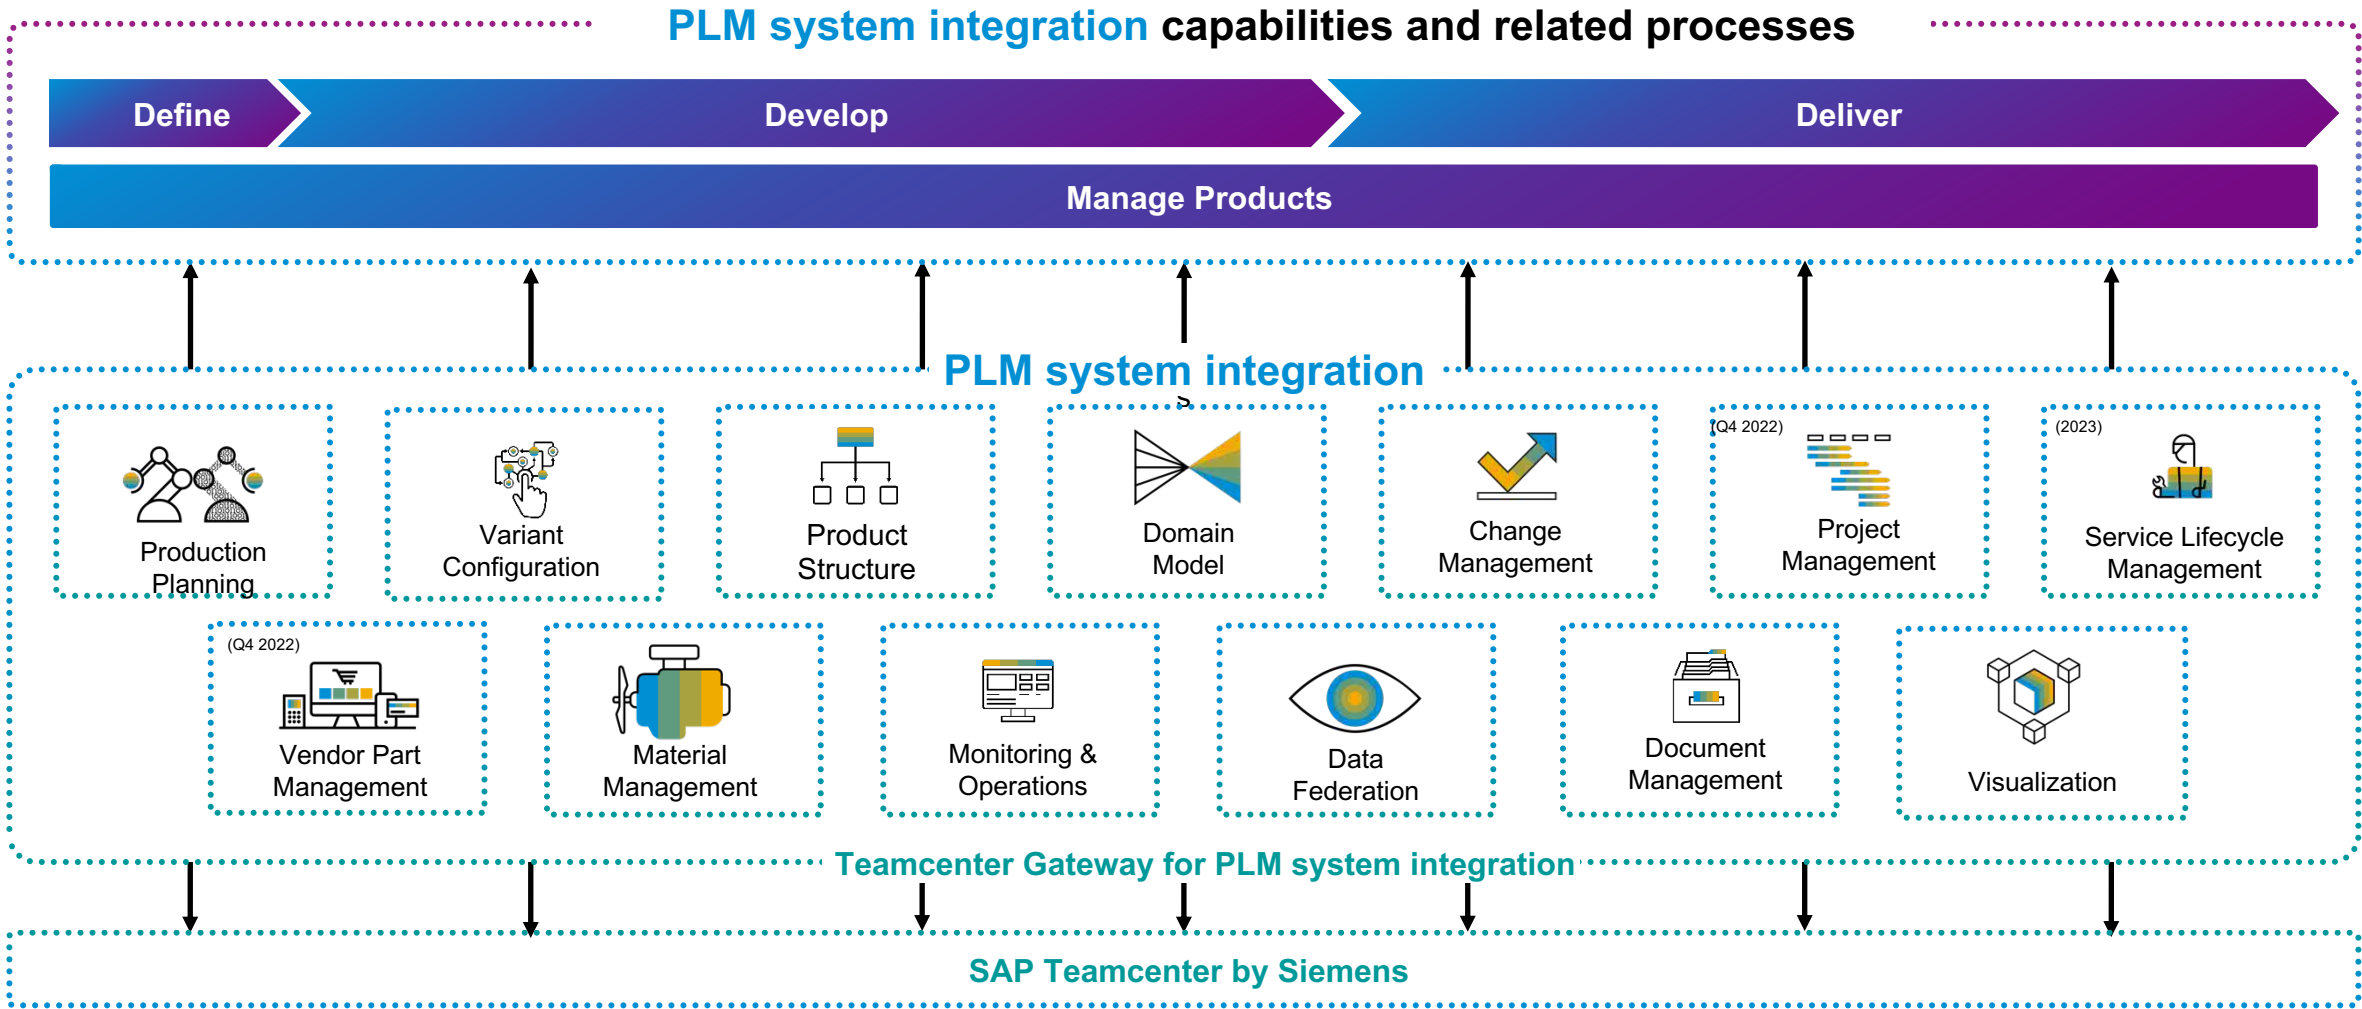 PLM system integration capabilities and related processes
Define
Develop
Deliver
Manage Products
PLM system integration
s
Production
Planning
Variant
Configuration
Product
Structure
Domain
Model
Change
Management
(Q4 2022)
Project
Management
(2023)
Service Lifecycle
Management
(Q4 2022)
Vendor Part
Management
Material
Management
Monitoring &
Operations
Data
Federation
Document
Management
Visualization
Teamcenter Gateway for PLM system integration
SAP Teamcenter by Siemens